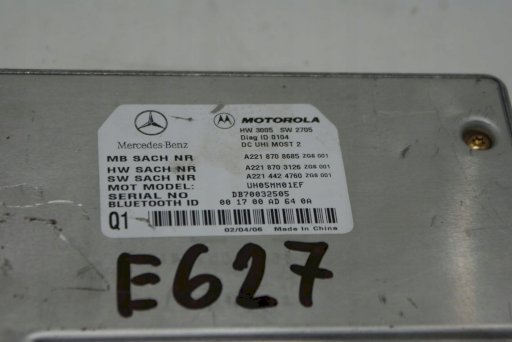 Mercedes-Benz
MOTOROLA
HW 3005 SW 2705
Diag ID 0104
DC UHI MOST 2
MB SACH NR A221 870 8685 ZGS 001
HW SACH NR A221 870 3126 ZGS 001
SW SACH NR A221 442 4760 ZGS 001
MOT MODEL: UH05MM01EF
SERIAL NO DB70032505
BLUETOOTH ID 00 17 00 AD 64 0A
Q1
02/04/06 Made in China
E627